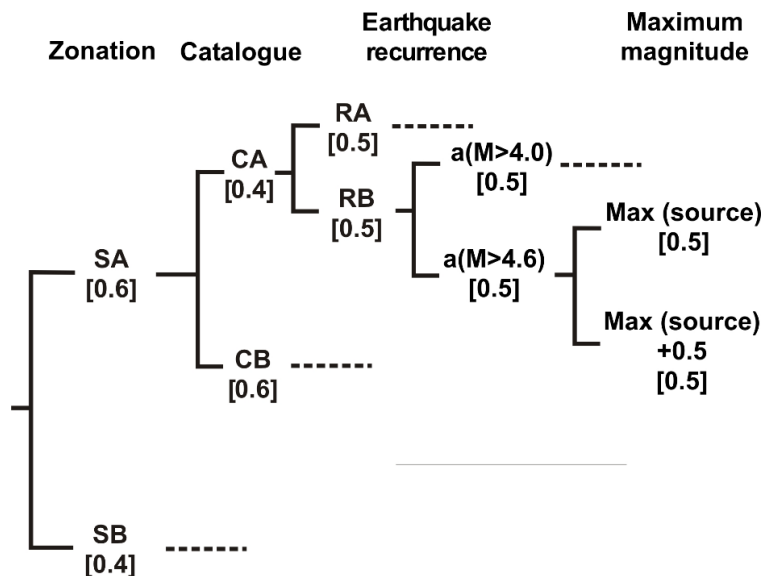 Zonation
Catalogue
Earthquake
recurrence
Maximum
magnitude
SA
[0.6]
SB
[0.4]
CA
[0.4]
CB
[0.6]
RA
[0.5]
RB
[0.5]
a(M>4.0)
[0.5]
a(M>4.6)
[0.5]
Max (source)
[0.5]
Max (source)
+0.5
[0.5]